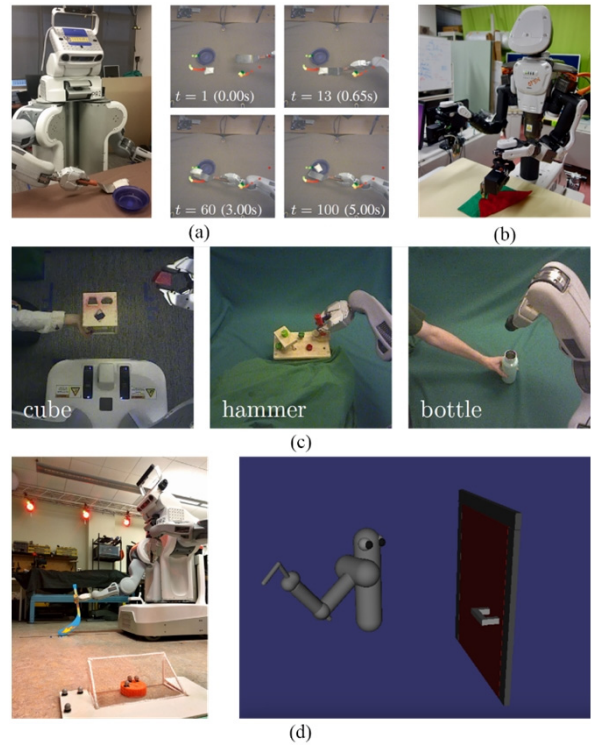 t = 1 (0.00s)
t = 13 (0.65s)
t = 60 (3.00s)
t = 100 (5.00s)
(a)
(b)
cube
hammer
bottle
(c)
(d)